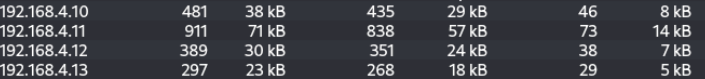 192.168.4.10 481 38 kB 435 29 kB 46 8 kB
192.168.4.11 911 71 kB 838 57 kB 73 14 kB
192.168.4.12 389 30 kB 351 24 kB 38 7 kB
192.168.4.13 297 23 kB 268 18 kB 29 5 kB